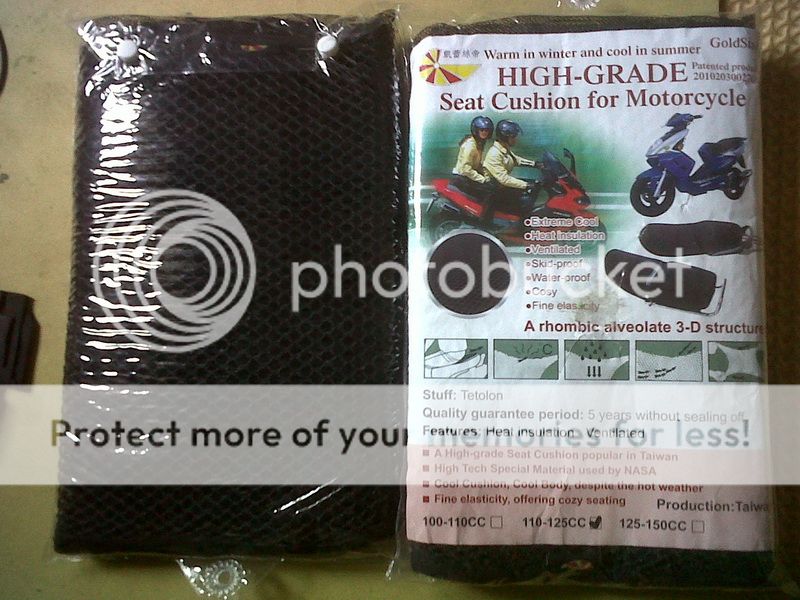 凱蕾絲帝
Warm in winter and cool in summer
HIGH-GRADE
Patented
Seat Cushion for Motorcycle
Extreme Cool
Heat insulation
Ventilated
Skid-proof
Water-proof
Cosy
Fine elasticity
A rhombic alveolate 3-D structure
Stuff: Tetolon
Quality guarantee period: 5 years without sealing off
Features: Heat insulation, Ventilated
A High-grade Seat Cushion popular in Taiwan
High Tech Special Material used by NASA
Cool Cushion, Cool Body, despite the hot weather
Fine elasticity, offering cozy seating
Production:Taiwa
100-110CC 110-125CC 125-150CC
photobucket
Protect more of your memories for less!